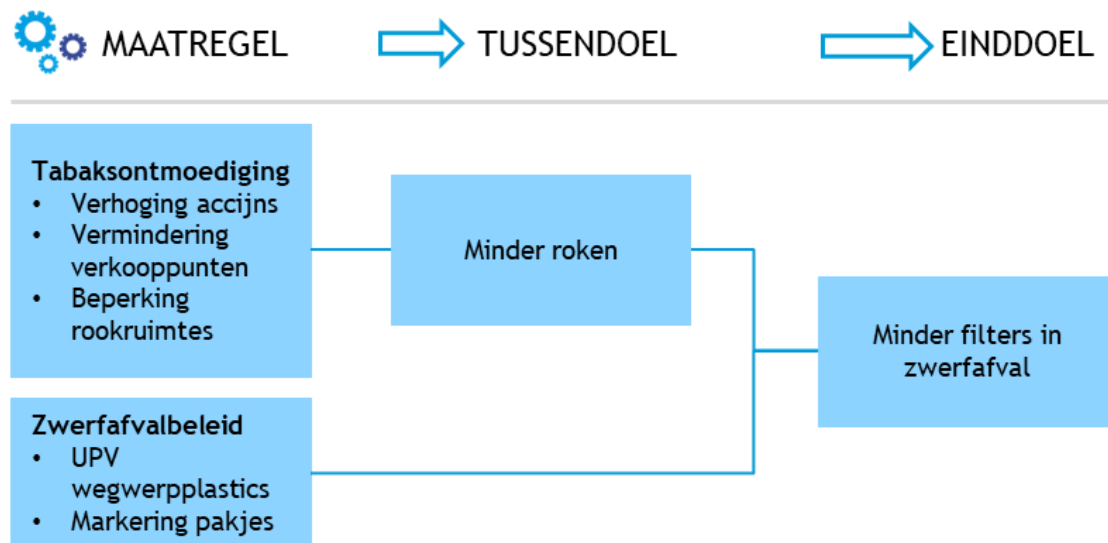 MAATREGEL
TUSSENDOEL
EINDDOEL
Tabaksontmoediging
• Verhoging accijns
• Vermindering
verkooppunten
• Beperking
rookruimtes
Minder roken
Minder filters in
zwerfafval
Zwerfafvalbeleid
• UPV
wegwerpplastics
• Markering pakjes